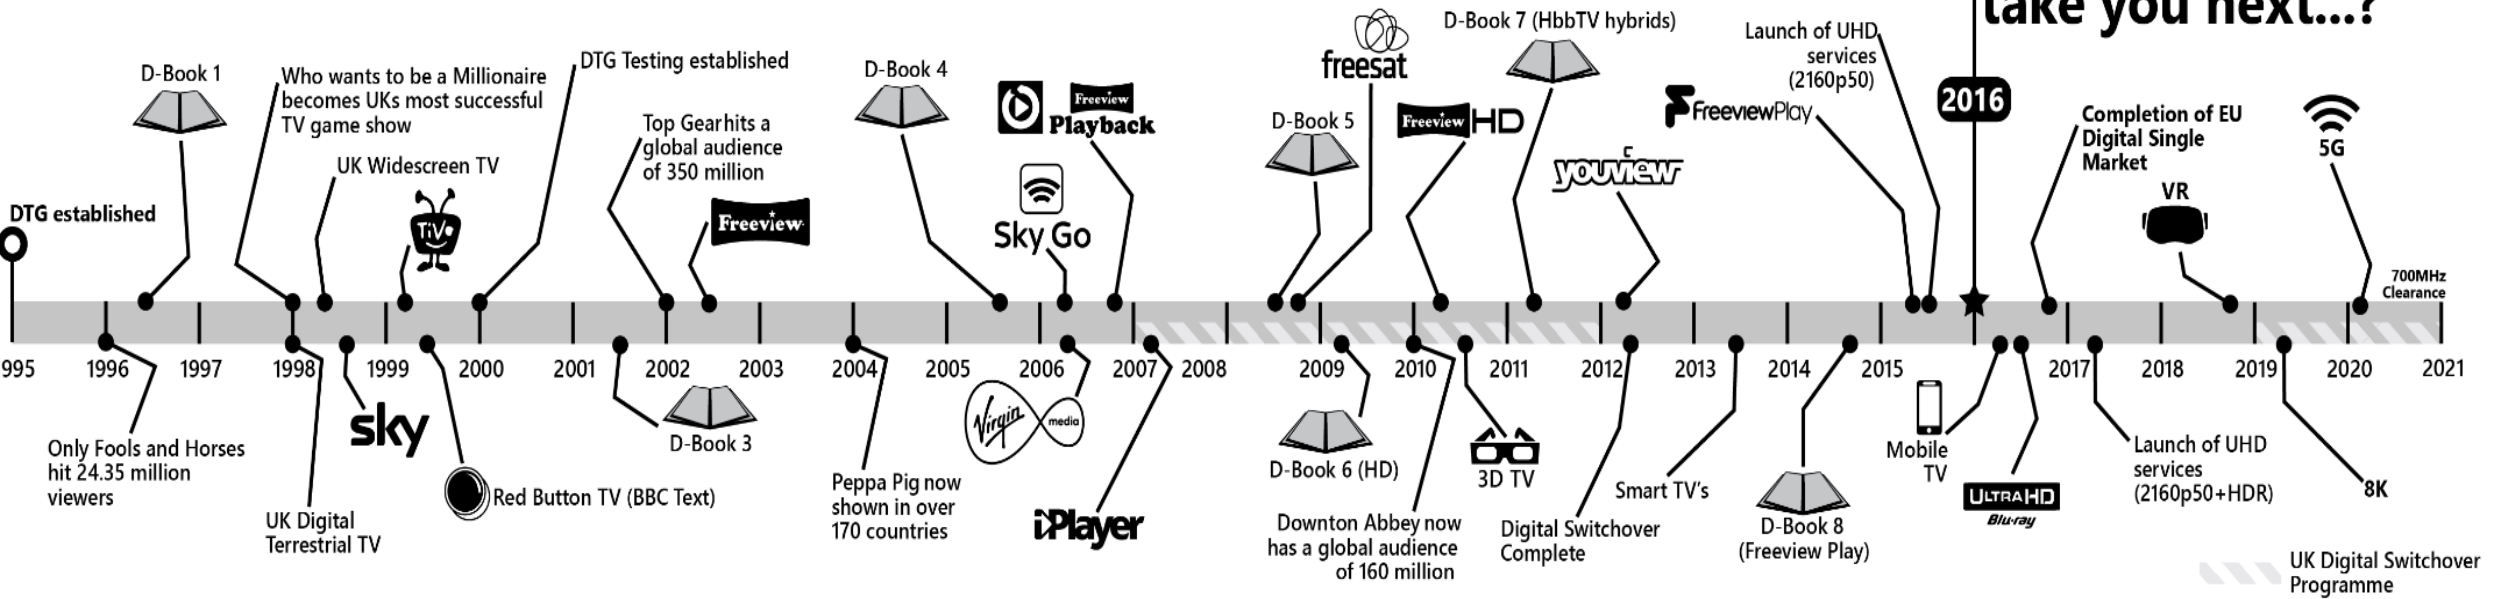 take you next...?
D-Book 1
Who wants to be a Millionaire
becomes UKs most successful
TV game show
UK Widescreen TV
DTG established
TiVo
DTG Testing established
Top Gearhits a
global audience
of 350 million
Freeview
D-Book 4
Freeview
Playback
Sky Go
freesat
D-Book 5
D-Book 7 (HbbTV hybrids)
Freeview HD
youview
Launch of UHD
services
(2160p50)
FreeviewPlay
2016
Completion of EU
Digital Single
Market
VR
5G
700MHz
Clearance
995
1996
1997
1998
1999
2000
2001
2002
2003
2004
2005
2006
2007
2008
2009
2010
2011
2012
2013
2014
2015
2017
2018
2019
2020
2021
Only Fools and Horses
hit 24.35 million
viewers
UK Digital
Terrestrial TV
sky
Red Button TV (BBC Text)
D-Book 3
Peppa Pig now
shown in over
170 countries
Virgin media
iPlayer
D-Book 6 (HD)
Downton Abbey now
has a global audience
of 160 million
3D TV
Digital Switchover
Complete
Smart TV's
D-Book 8
(Freeview Play)
Mobile
TV
ULTRA HD
Blu-ray
Launch of UHD
services
(2160p50+HDR)
8K
UK Digital Switchover
Programme